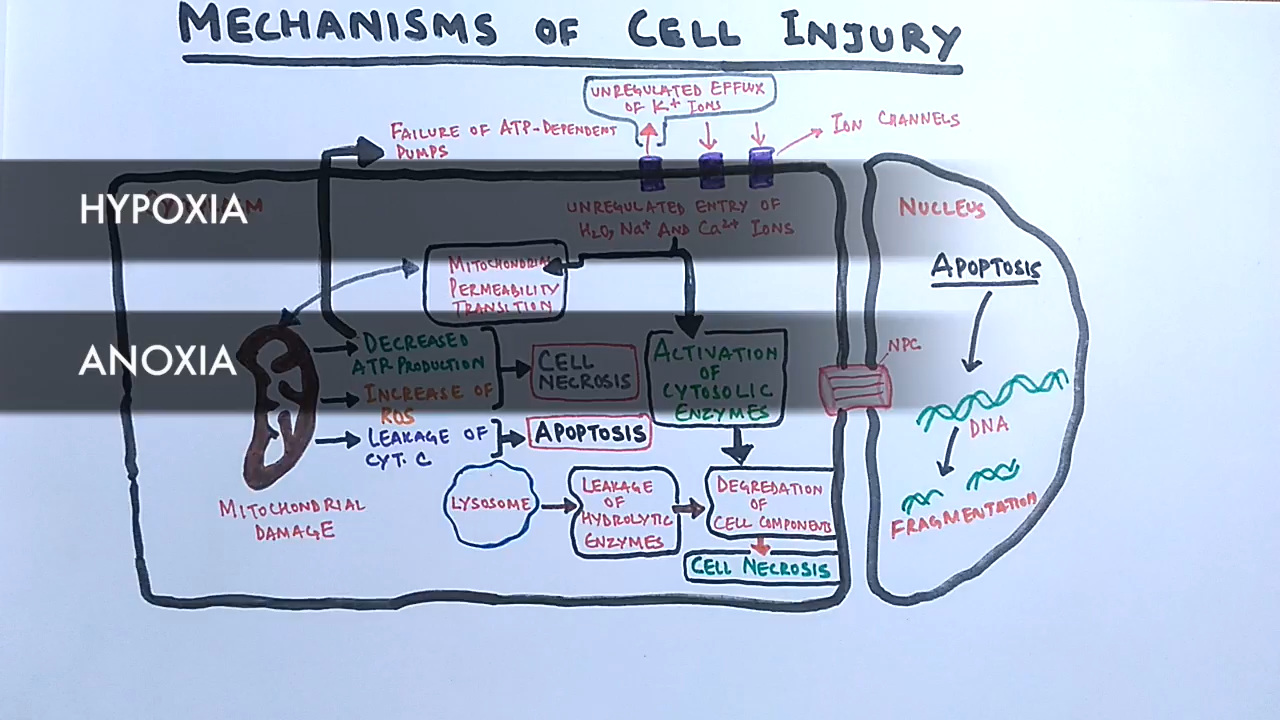 MECHANISMS OF CELL INJURY
UNREGULATED EFFLUX
OF K+ IONS
FAILURE OF ATP-DEPENDENT
PUMPS
ION CHANNELS
HYPOXIA
UNREGULATED ENTRY OF
H2O, Na+ AND Ca2+ IONS
NUCLEUS
APOPTOSIS
MITOCHONDRIAL
PERMEABILITY
TRANSITION
ANOXIA
DECREASED
ATP PRODUCTION
INCREASE OF
ROS
LEAKAGE OF
CYT. C
CELL
NECROSIS
APOPTOSIS
ACTIVATION
OF
CYTOSOLIC
ENZYMES
NPC
DNA
FRAGMENTATION
MITOCHONDRIAL
DAMAGE
LYSOSOME
LEAKAGE
OF
HYDROLYTIC
ENZYMES
DEGREDATION
OF
CELL COMPONENTS
CELL NECROSIS